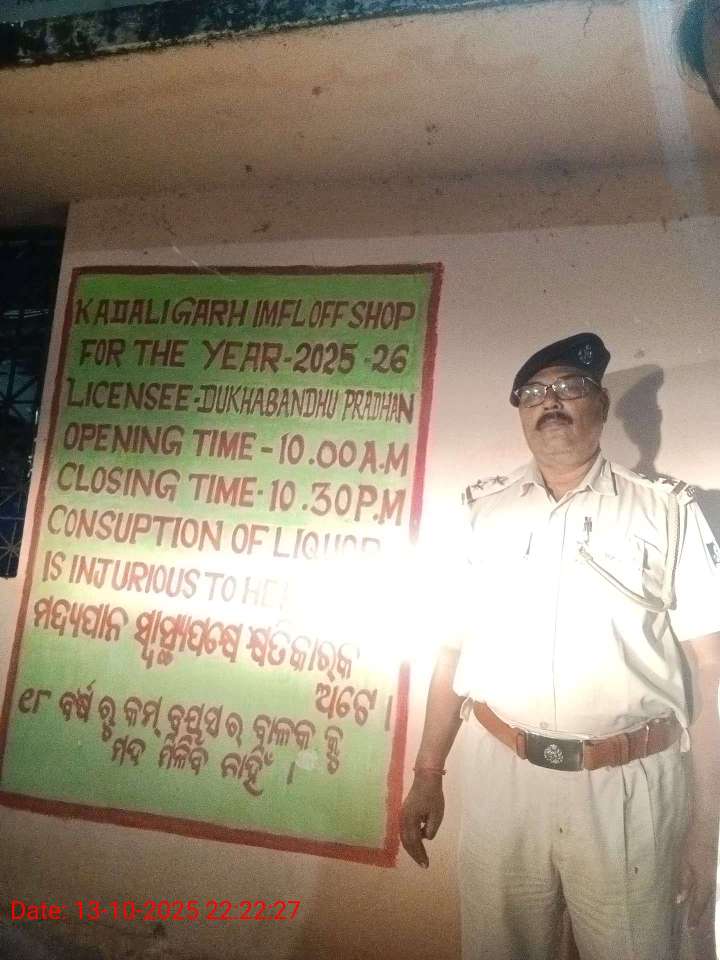 KADALIGARH IMFL OFF SHOP
FOR THE YEAR-2025-26
LICENSEE-DUKHABANDHU PRADHAN
OPENING TIME - 10.00A.M
CLOSING TIME- 10.30P.M
CONSUPTION OF LIQUOR
IS INJURIOUS TO
ମଦ୍ୟପାନ ସ୍ୱାସ୍ଥ୍ୟପକ୍ଷେ କ୍ଷତିକାରକ
ଅଟେ।
୧୮ ବର୍ଷ ରୁ କମ୍ ବୟସ ର ବାଳକ କୁ
ମଦ ମିଳିବ ନାହିଁ ।
Date: 13-10-2025 22:22:27